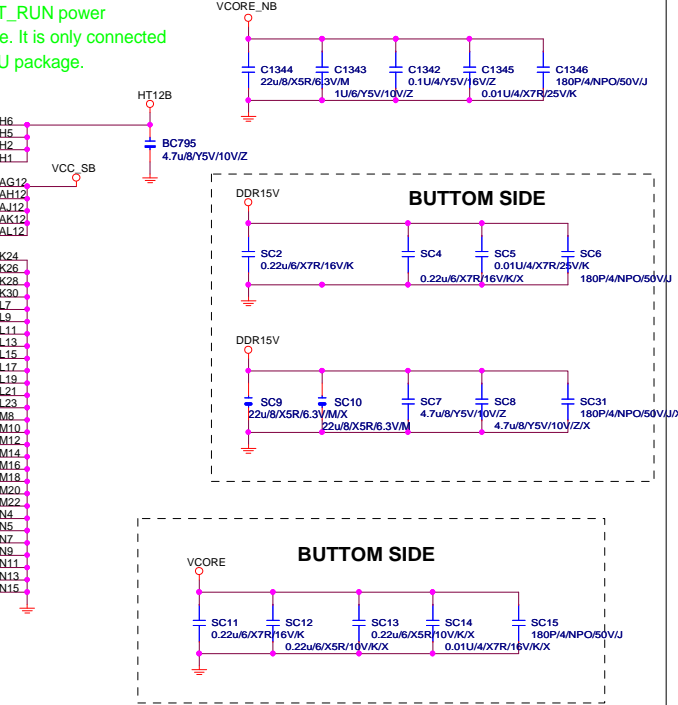 T_RUN power
e. It is only connected
U package.
VCORE_NB
C1344
22u/8/X5R/6.3V/M
C1343
1U/6/Y5V/10V/Z
C1342
0.1U/4/Y5V/16V/Z
C1345
0.01U/4/X7R/25V/K
C1346
180P/4/NPO/50V/J
HT12B
BC795
4.7u/8/Y5V/10V/Z
H6
H5
H2
H1
VCC_SB
AG12
AH12
AJ12
AK12
AL12
K24
K26
K28
K30
L7
L9
L11
L13
L15
L17
L19
L21
L23
M8
M10
M12
M14
M16
M18
M20
M22
N4
N5
N7
N9
N11
N13
N15
DDR15V
BUTTOM SIDE
SC2
0.22u/6/X7R/16V/K
SC4
0.22u/6/X7R/16V/K/X
SC5
0.01U/4/X7R/25V/K
SC6
180P/4/NPO/50V/J
DDR15V
SC9
22u/8/X5R/6.3V/M/X
SC10
22u/8/X5R/6.3V/M
SC7
4.7u/8/Y5V/10V/Z
SC8
4.7u/8/Y5V/10V/Z/X
SC31
180P/4/NPO/50V/J/X
BUTTOM SIDE
VCORE
SC11
0.22u/6/X7R/16V/K
SC12
0.22u/6/X5R/10V/K/X
SC13
0.22u/6/X5R/10V/K/X
SC14
0.01U/4/X7R/16V/K/X
SC15
180P/4/NPO/50V/J